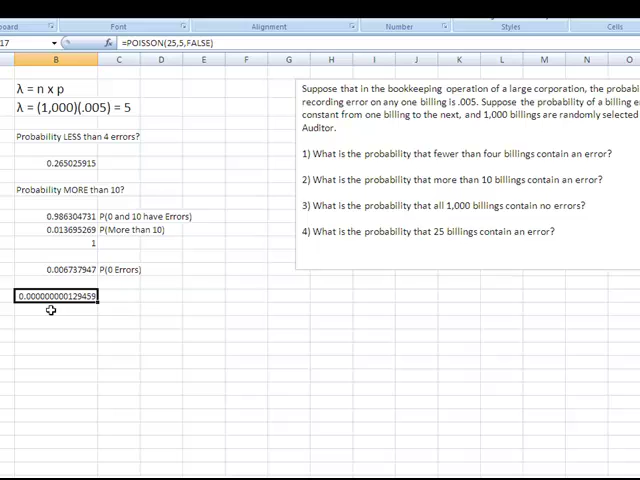 board
Font
Alignment
Number
Styles
Cells
17
fx
=POISSON(25,5,FALSE)
B
C
D
E
F
G
H
I
J
K
L
M
N
O
λ = n x p
λ = (1,000)(.005) = 5
Probability LESS than 4 errors?
0.265025915
Probability MORE than 10?
0.986304731 P(0 and 10 have Errors)
0.013695269 P(More than 10)
1
0.006737947 P(0 Errors)
0.000000000129459
Suppose that in the bookkeeping operation of a large corporation, the probabi
recording error on any one billing is .005. Suppose the probability of a billing e
constant from one billing to the next, and 1,000 billings are randomly selected
Auditor.
1) What is the probability that fewer than four billings contain an error?
2) What is the probability that more than 10 billings contain an error?
3) What is the probability that all 1,000 billings contain no errors?
4) What is the probability that 25 billings contain an error?